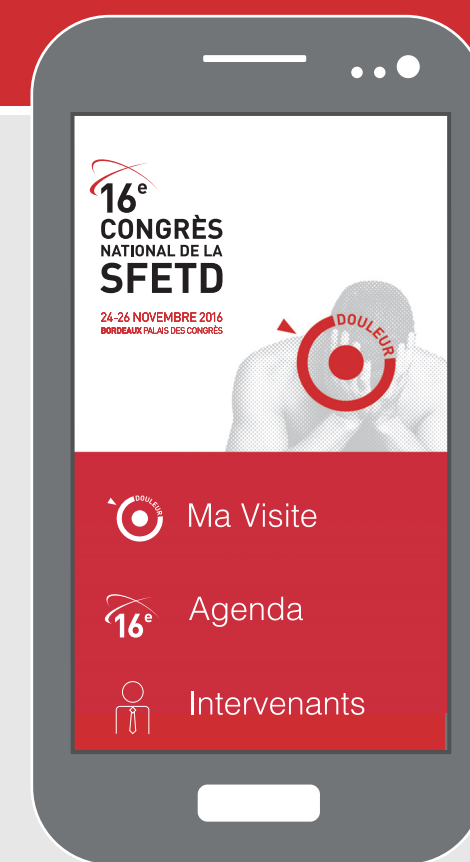 16e
CONGRÈS
NATIONAL DE LA
SFETD
24-26 NOVEMBRE 2016
BORDEAUX PALAIS DES CONGRÈS
DOULEUR
DOULEUR
Ma Visite
16e
Agenda
Intervenants